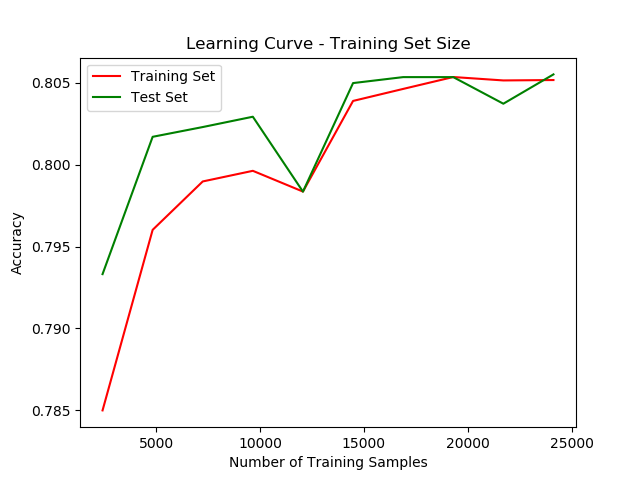 Learning Curve - Training Set Size
Training Set
Test Set
0.805
0.800
0.795
0.790
0.785
Accuracy
5000
10000
15000
20000
25000
Number of Training Samples